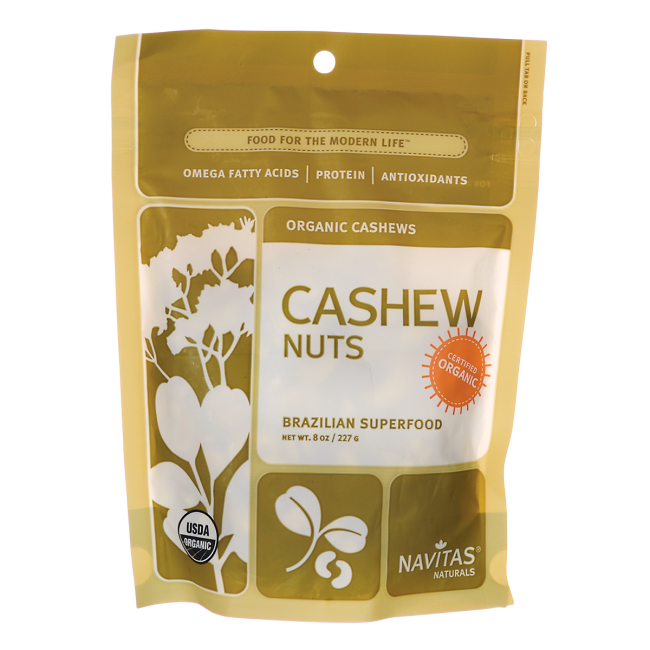 PULL TAB OR BACK
FOOD FOR THE MODERN LIFE™
OMEGA FATTY ACIDS | PROTEIN | ANTIOXIDANTS
ORGANIC CASHEWS
CASHEW
NUTS
CERTIFIED
ORGANIC
BRAZILIAN SUPERFOOD
NET WT. 8 OZ / 227 G
USDA
ORGANIC
NAVITAS®
NATURALS